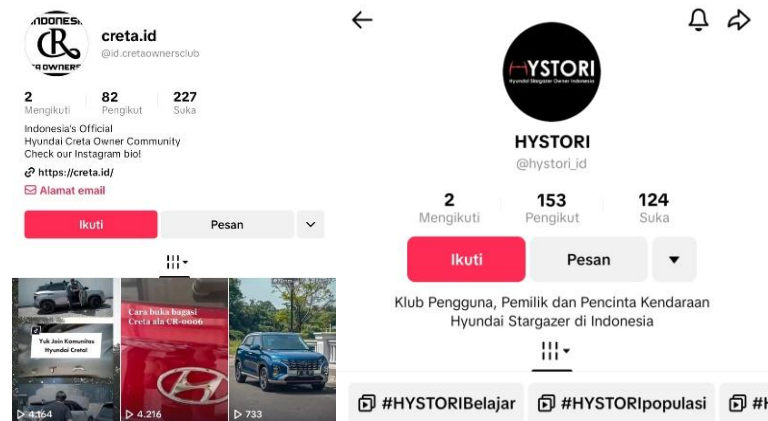 INDONESI
CR
A OWNERS
creta.id
@id.cretaownersclub
2 82 227
Mengikuti Pengikut Suka
Indonesia's Official
Hyundai Creta Owner Community
Check our Instagram bio!
https://creta.id/
Alamat email
Ikuti Pesan
Yuk Join Komunitas
Hyundai Creta!
4.164
Cara buka bagasi
Creta ala CR-0006
4.216
733
HYSTORI
Hyundai Stargazer Owner Indonesia
HYSTORI
@hystori_id
2 153 124
Mengikuti Pengikut Suka
Ikuti Pesan
Klub Pengguna, Pemilik dan Pencinta Kendaraan
Hyundai Stargazer di Indonesia
#HYSTORIBelajar #HYSTORIpopulasi #H